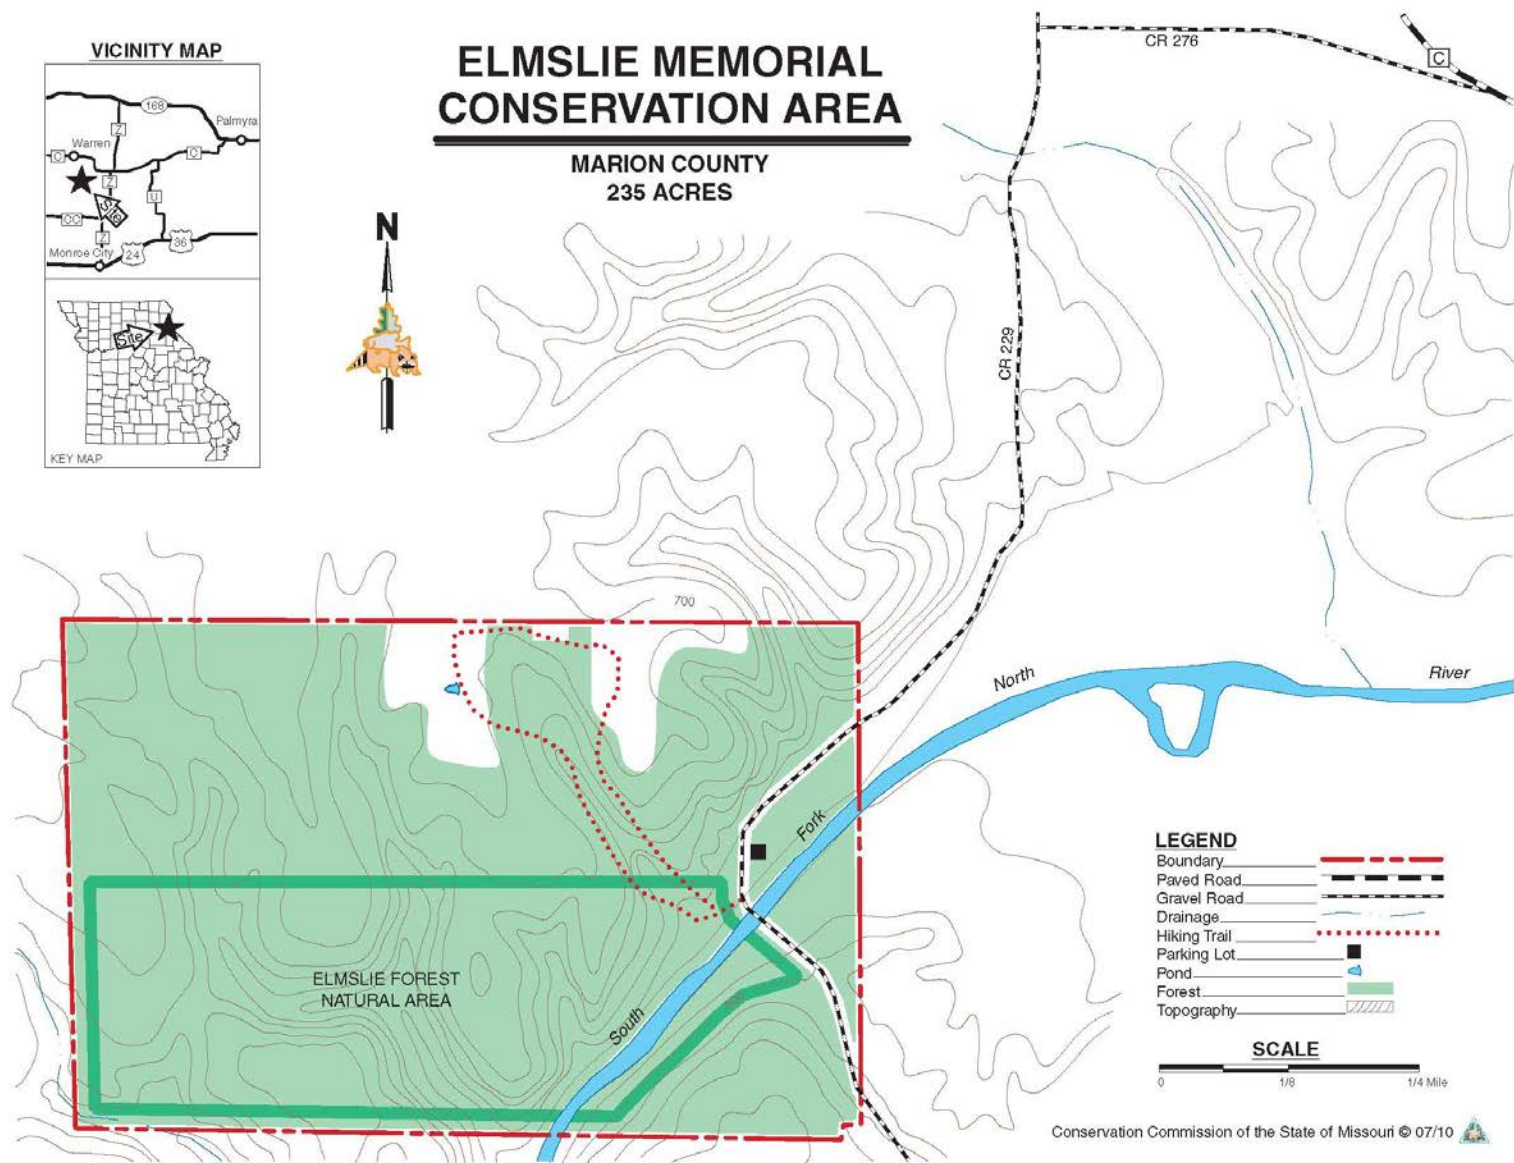 VICINITY MAP
168
Z
Palmyra
Warren
C
C
Z
U
Site
CC
Z
36
Monroe City
24
Site
KEY MAP
ELMSLIE MEMORIAL
CONSERVATION AREA
MARION COUNTY
235 ACRES
N
CR 276
C
CR 229
700
North
River
Fork
South
ELMSLIE FOREST
NATURAL AREA
LEGEND
Boundary
Paved Road
Gravel Road
Drainage
Hiking Trail
Parking Lot
Pond
Forest
Topography
SCALE
0 1/8 1/4 Mile
Conservation Commission of the State of Missouri © 07/10